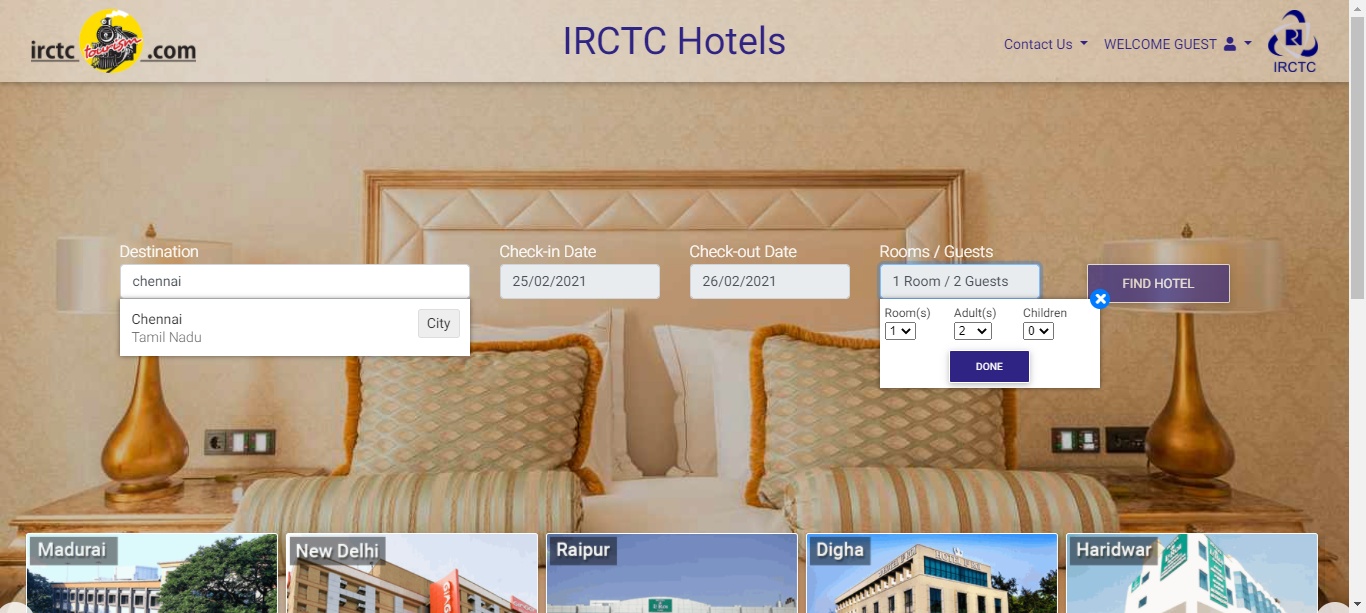 irctc tourism .com
IRCTC Hotels
Contact Us
WELCOME GUEST
IRCTC
Destination
Check-in Date
Check-out Date
Rooms / Guests
chennai
25/02/2021
26/02/2021
1 Room / 2 Guests
FIND HOTEL
Chennai
Tamil Nadu
City
Room(s)
Adult(s)
Children
1
2
0
DONE
Madurai
New Delhi
Raipur
Digha
Haridwar